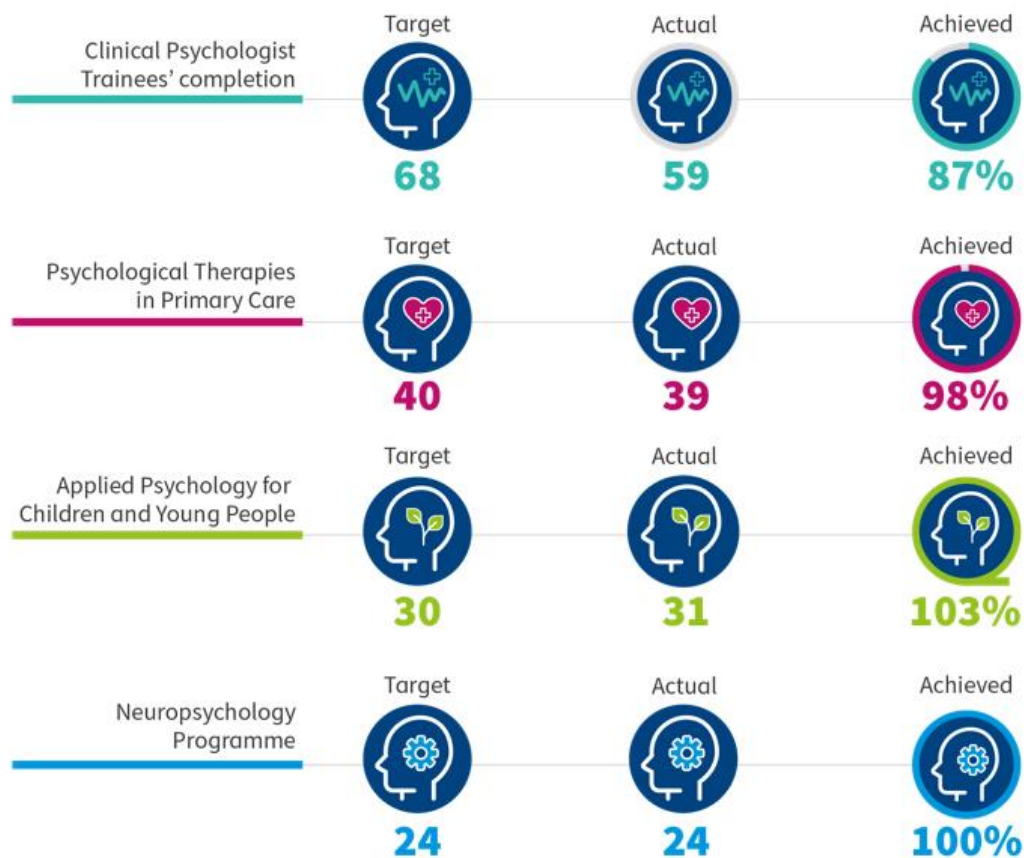 Target Actual Achieved
Clinical Psychologist
Trainees’ completion
68 59 87%
Target Actual Achieved
Psychological Therapies
in Primary Care
40 39 98%
Target Actual Achieved
Applied Psychology for
Children and Young People
30 31 103%
Target Actual Achieved
Neuropsychology
Programme
24 24 100%